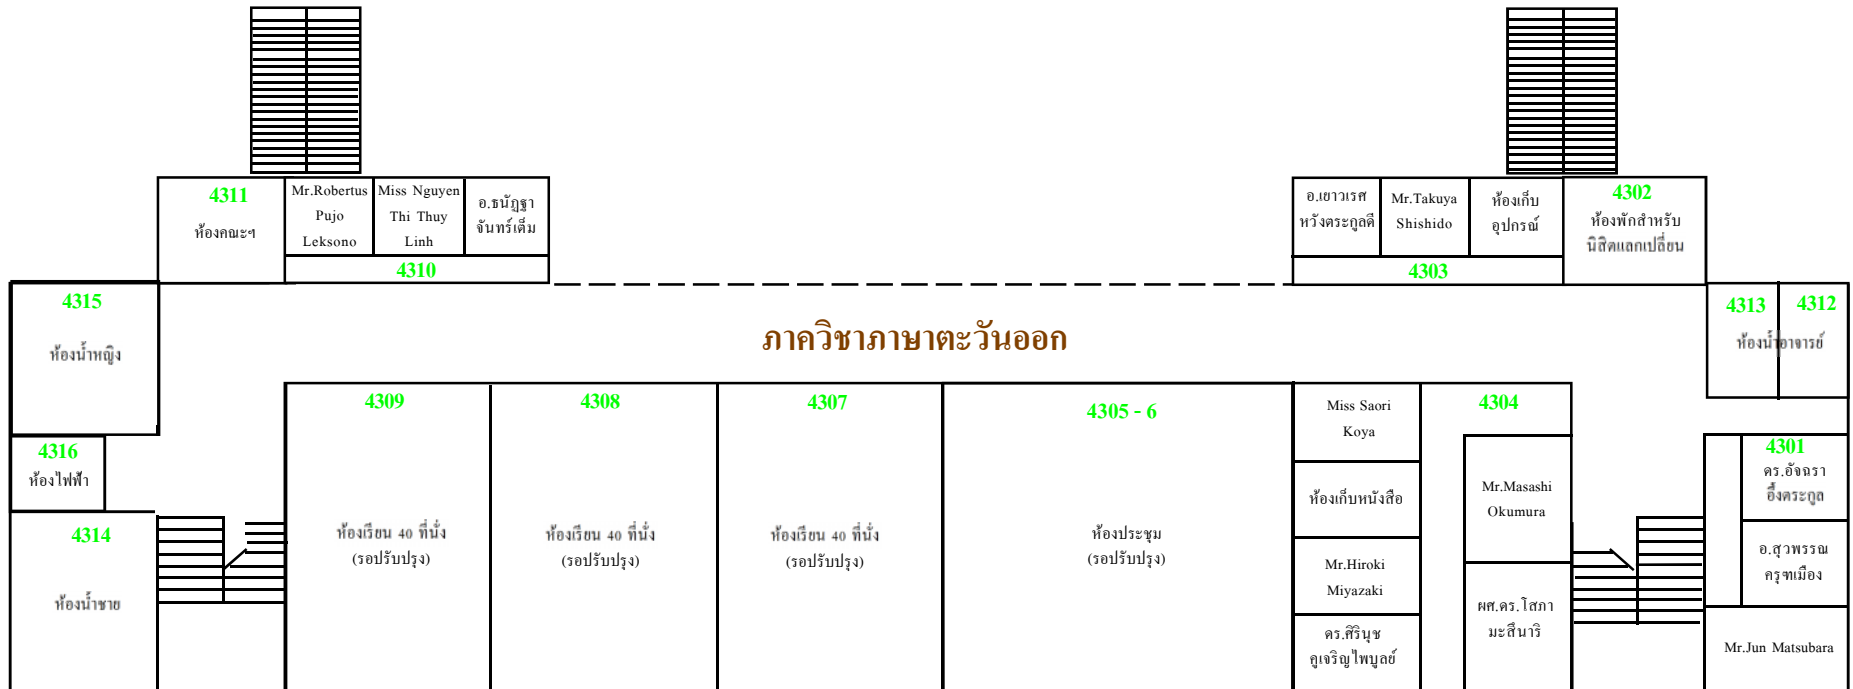 4311
ห้องคณะฯ
Mr.Robertus
Pujo
Leksono
Miss Nguyen
Thi Thuy
Linh
อ.ธนัฏฐา
จันทร์เต็ม
4310
อ.เยาวเรศ
หวังตระกูลดี
Mr.Takuya
Shishido
ห้องเก็บ
อุปกรณ์
4303
4302
ห้องพักสำหรับ
นิสิตแลกเปลี่ยน
4315
ห้องน้ำหญิง
ภาควิชาภาษาตะวันออก
4313
4312
ห้องน้ำอาจารย์
4316
ห้องไฟฟ้า
4314
ห้องน้ำชาย
4309
ห้องเรียน 40 ที่นั่ง
(รอปรับปรุง)
4308
ห้องเรียน 40 ที่นั่ง
(รอปรับปรุง)
4307
ห้องเรียน 40 ที่นั่ง
(รอปรับปรุง)
4305 - 6
ห้องประชุม
(รอปรับปรุง)
Miss Saori
Koya
ห้องเก็บหนังสือ
Mr.Hiroki
Miyazaki
ดร.ศิรินุช
คูเจริญไพบูลย์
4304
Mr.Masashi
Okumura
ผศ.ดร.โสภา
มะสึนาริ
4301
ดร.อัจฉรา
อึ้งตระกูล
อ.สุวพรรณ
ครุฑเมือง
Mr.Jun Matsubara